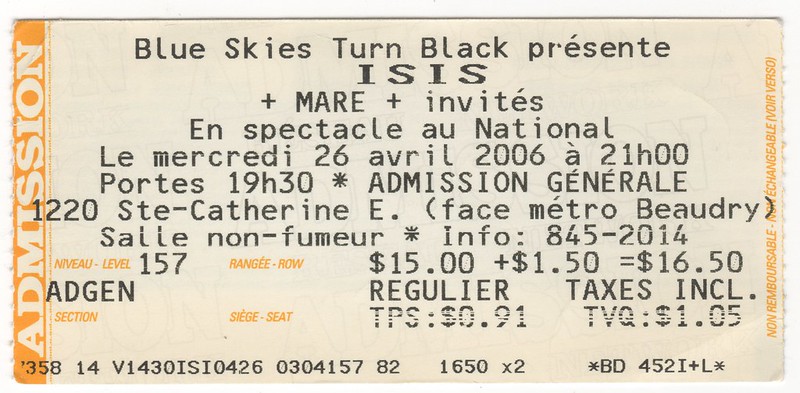 ADMISSION
Blue Skies Turn Black présente
ISIS
+ MARE + invités
En spectacle au National
Le mercredi 26 avril 2006 à 21h00
Portes 19h30 * ADMISSION GÉNÉRALE
1220 Ste-Catherine E. (face métro Beaudry)
Salle non-fumeur * Info: 845-2014
NIVEAU - LEVEL 157 RANGÉE - ROW $15.00 +$1.50 =$16.50
ADGEN REGULIER TAXES INCL.
SECTION SIÈGE - SEAT TPS:$0.91 TVQ:$1.05
'358 14 V1430ISI0426 0304157 82 1650 x2 *BD 452I+L*
NON REMBOURSABLE - NON ÉCHANGEABLE (VOIR VERSO)